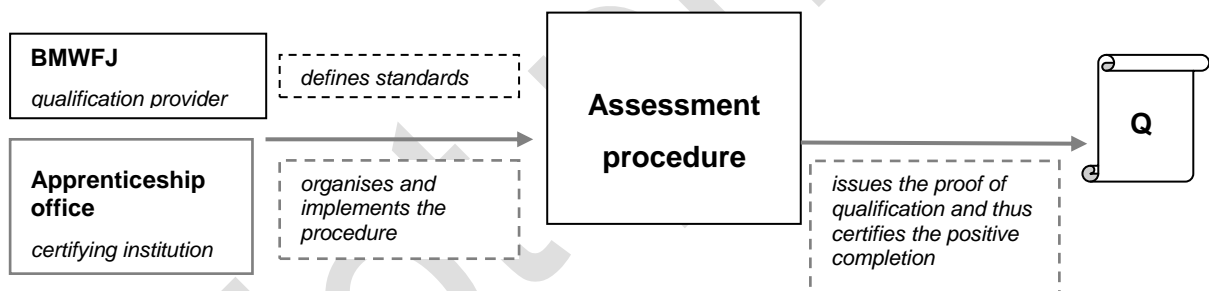 BMWFJ
qualification provider
defines standards
Apprenticeship
office
certifying institution
organises and
implements the
procedure
Assessment
procedure
issues the proof of
qualification and thus
certifies the positive
completion
Q